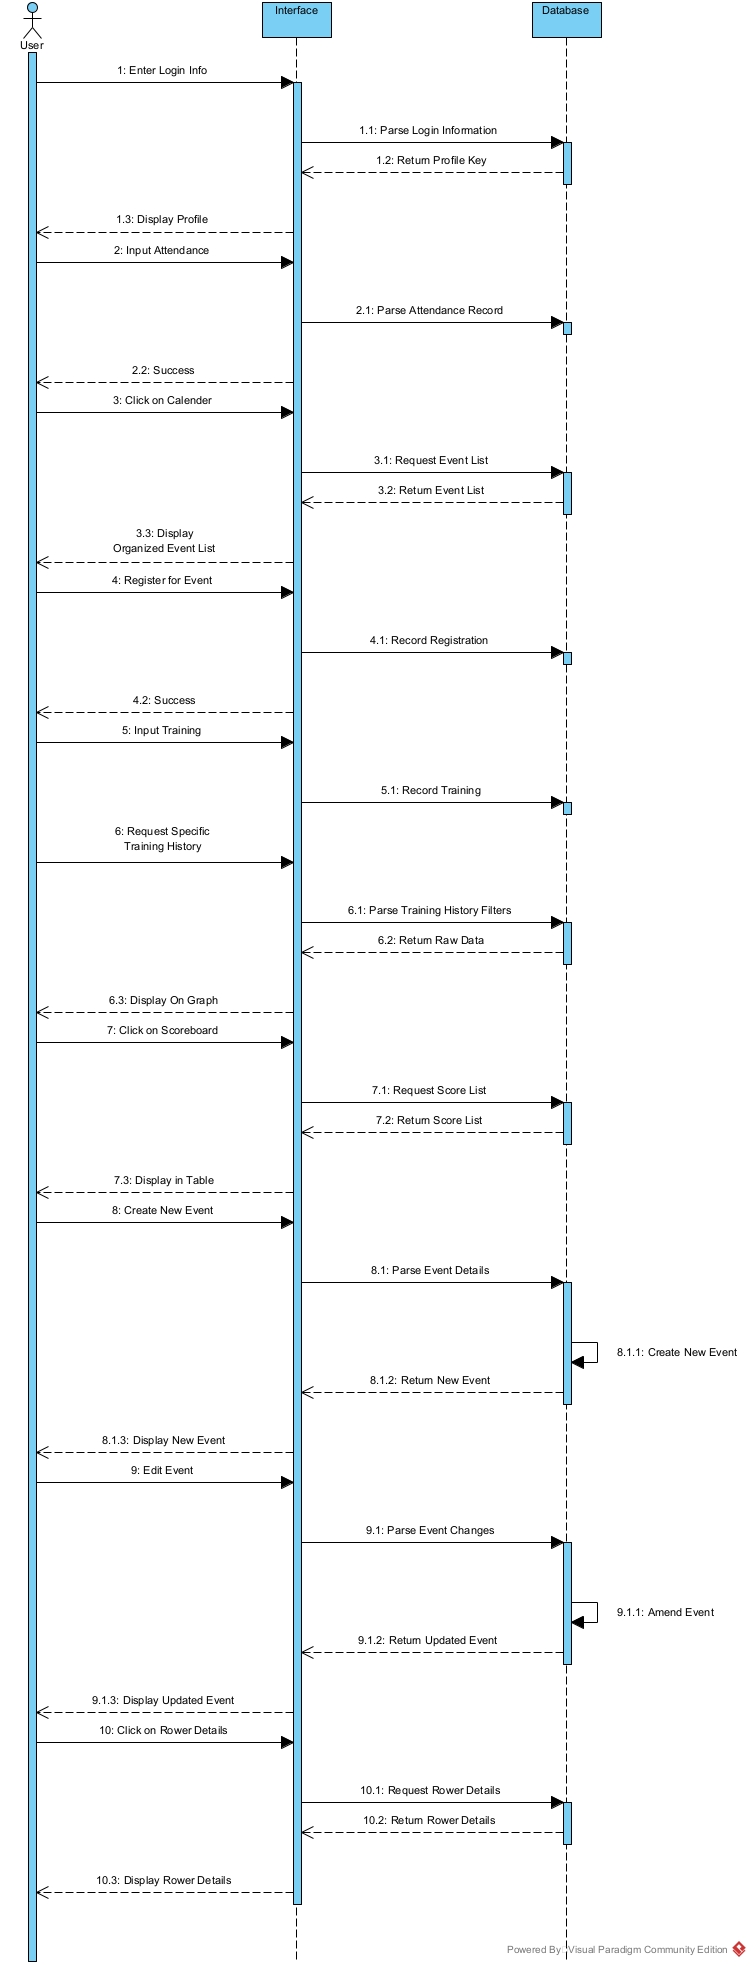 Interface
Database
User
1: Enter Login Info
1.1: Parse Login Information
1.2: Return Profile Key
1.3: Display Profile
2: Input Attendance
2.1: Parse Attendance Record
2.2: Success
3: Click on Calender
3.1: Request Event List
3.2: Return Event List
3.3: Display
Organized Event List
4: Register for Event
4.1: Record Registration
4.2: Success
5: Input Training
5.1: Record Training
6: Request Specific
Training History
6.1: Parse Training History Filters
6.2: Return Raw Data
6.3: Display On Graph
7: Click on Scoreboard
7.1: Request Score List
7.2: Return Score List
7.3: Display in Table
8: Create New Event
8.1: Parse Event Details
8.1.1: Create New Event
8.1.2: Return New Event
8.1.3: Display New Event
9: Edit Event
9.1: Parse Event Changes
9.1.1: Amend Event
9.1.2: Return Updated Event
9.1.3: Display Updated Event
10: Click on Rower Details
10.1: Request Rower Details
10.2: Return Rower Details
10.3: Display Rower Details
Powered By: Visual Paradigm Community Edition